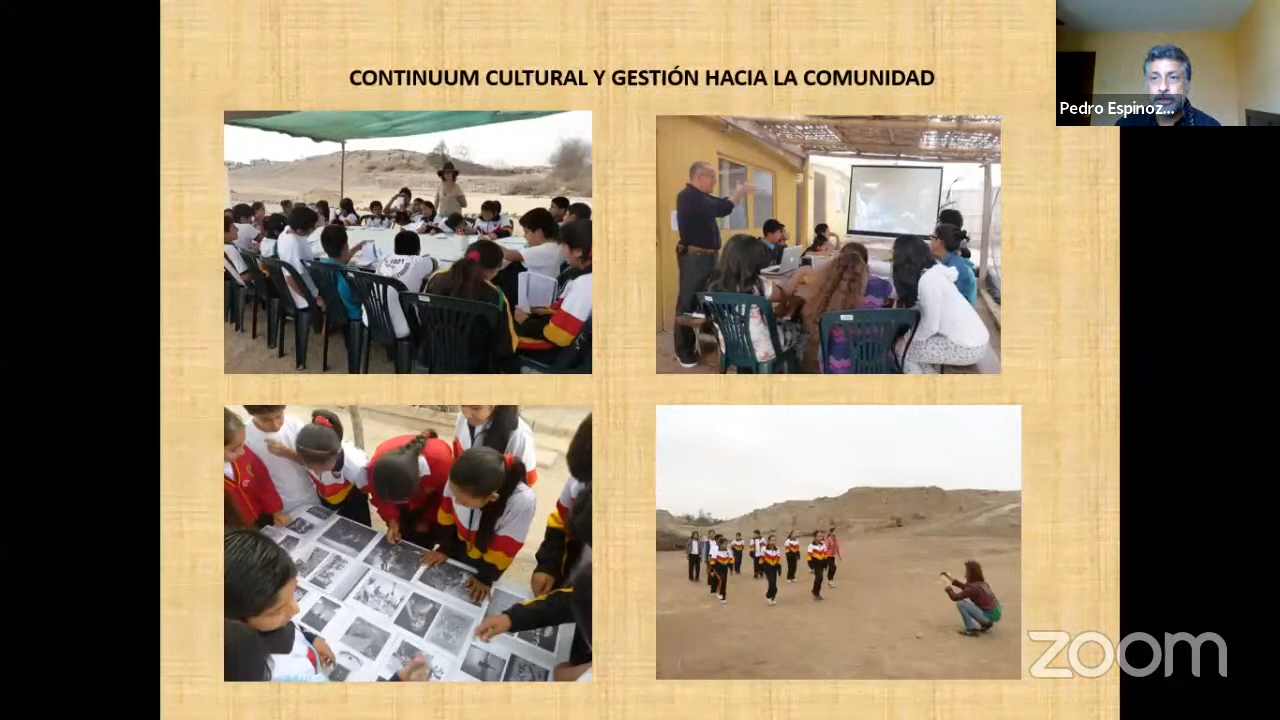 CONTINUUM CULTURAL Y GESTIÓN HACIA LA COMUNIDAD
Pedro Espinoz...
zoom